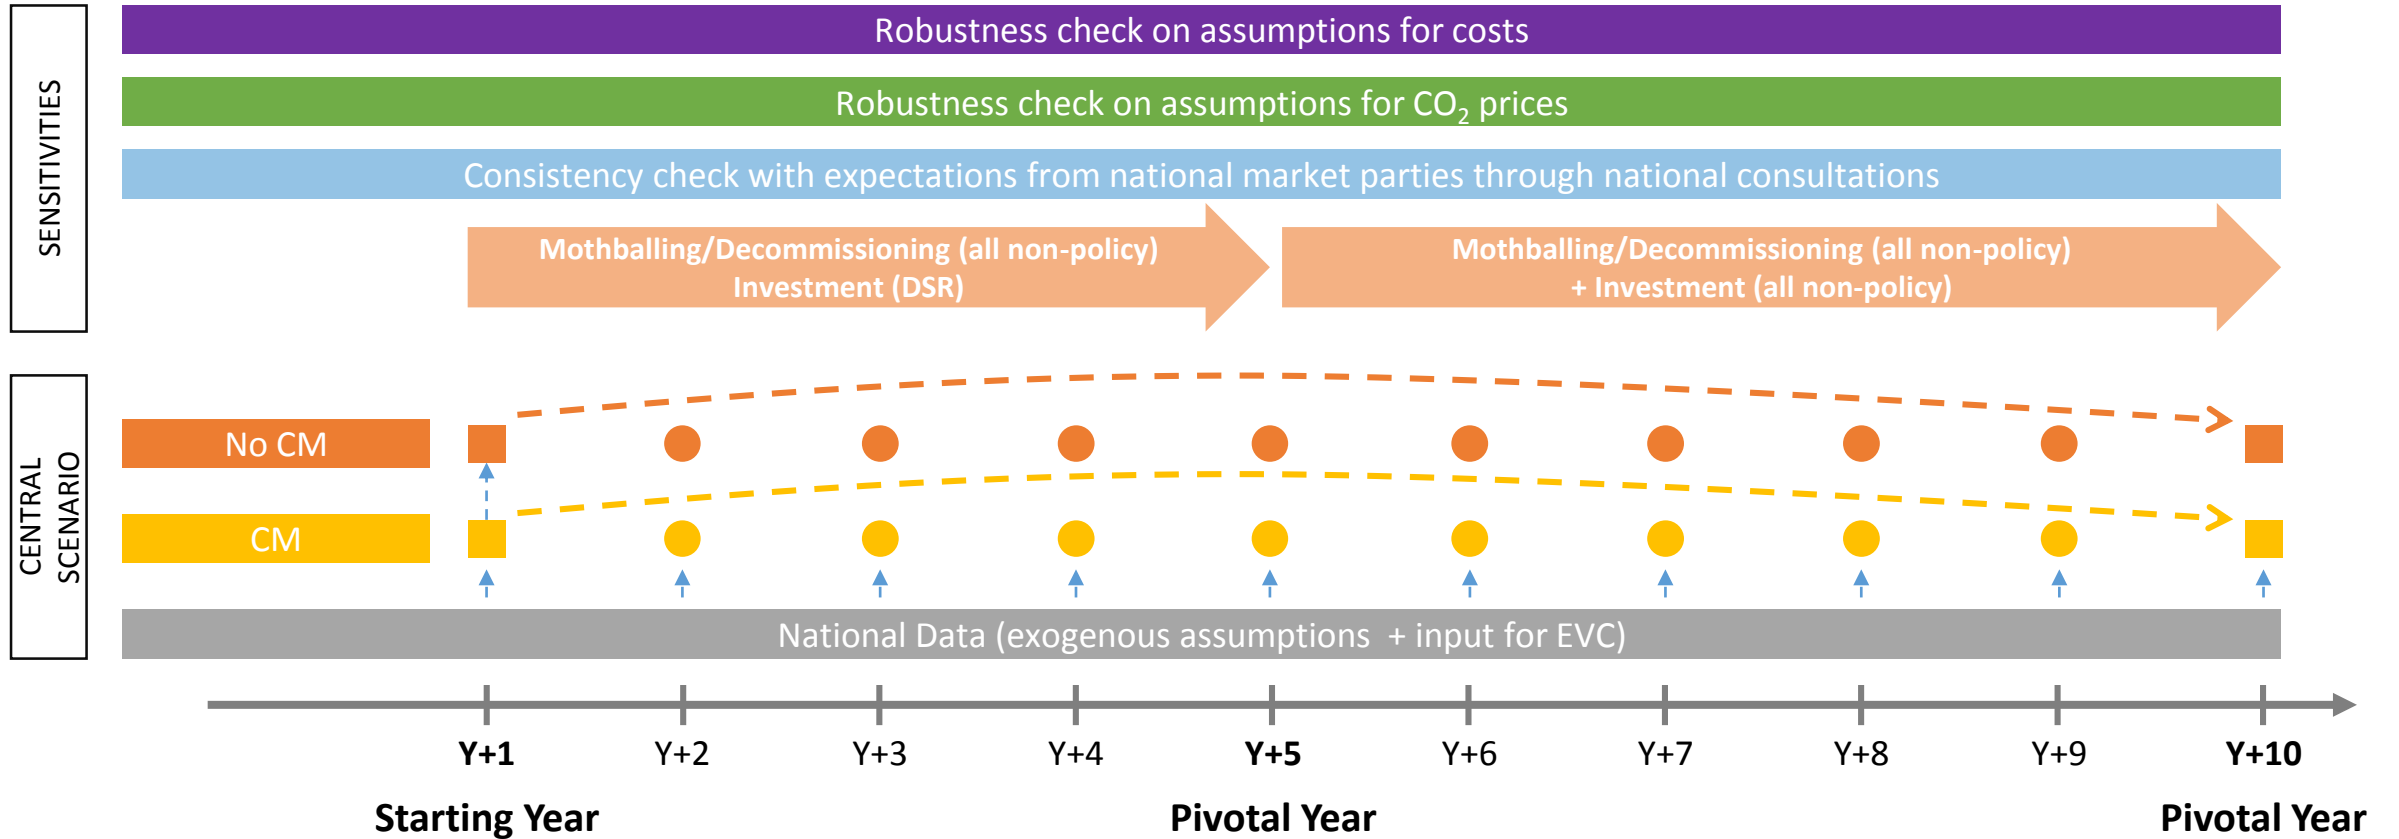 SENSITIVITIES
Robustness check on assumptions for costs
Robustness check on assumptions for CO₂ prices
Consistency check with expectations from national market parties through national consultations
Mothballing/Decommissioning (all non-policy)
Investment (DSR)
Mothballing/Decommissioning (all non-policy)
+ Investment (all non-policy)
CENTRAL
SCENARIO
No CM
CM
National Data (exogenous assumptions + input for EVC)
Y+1 Y+2 Y+3 Y+4 Y+5 Y+6 Y+7 Y+8 Y+9 Y+10
Starting Year Pivotal Year Pivotal Year